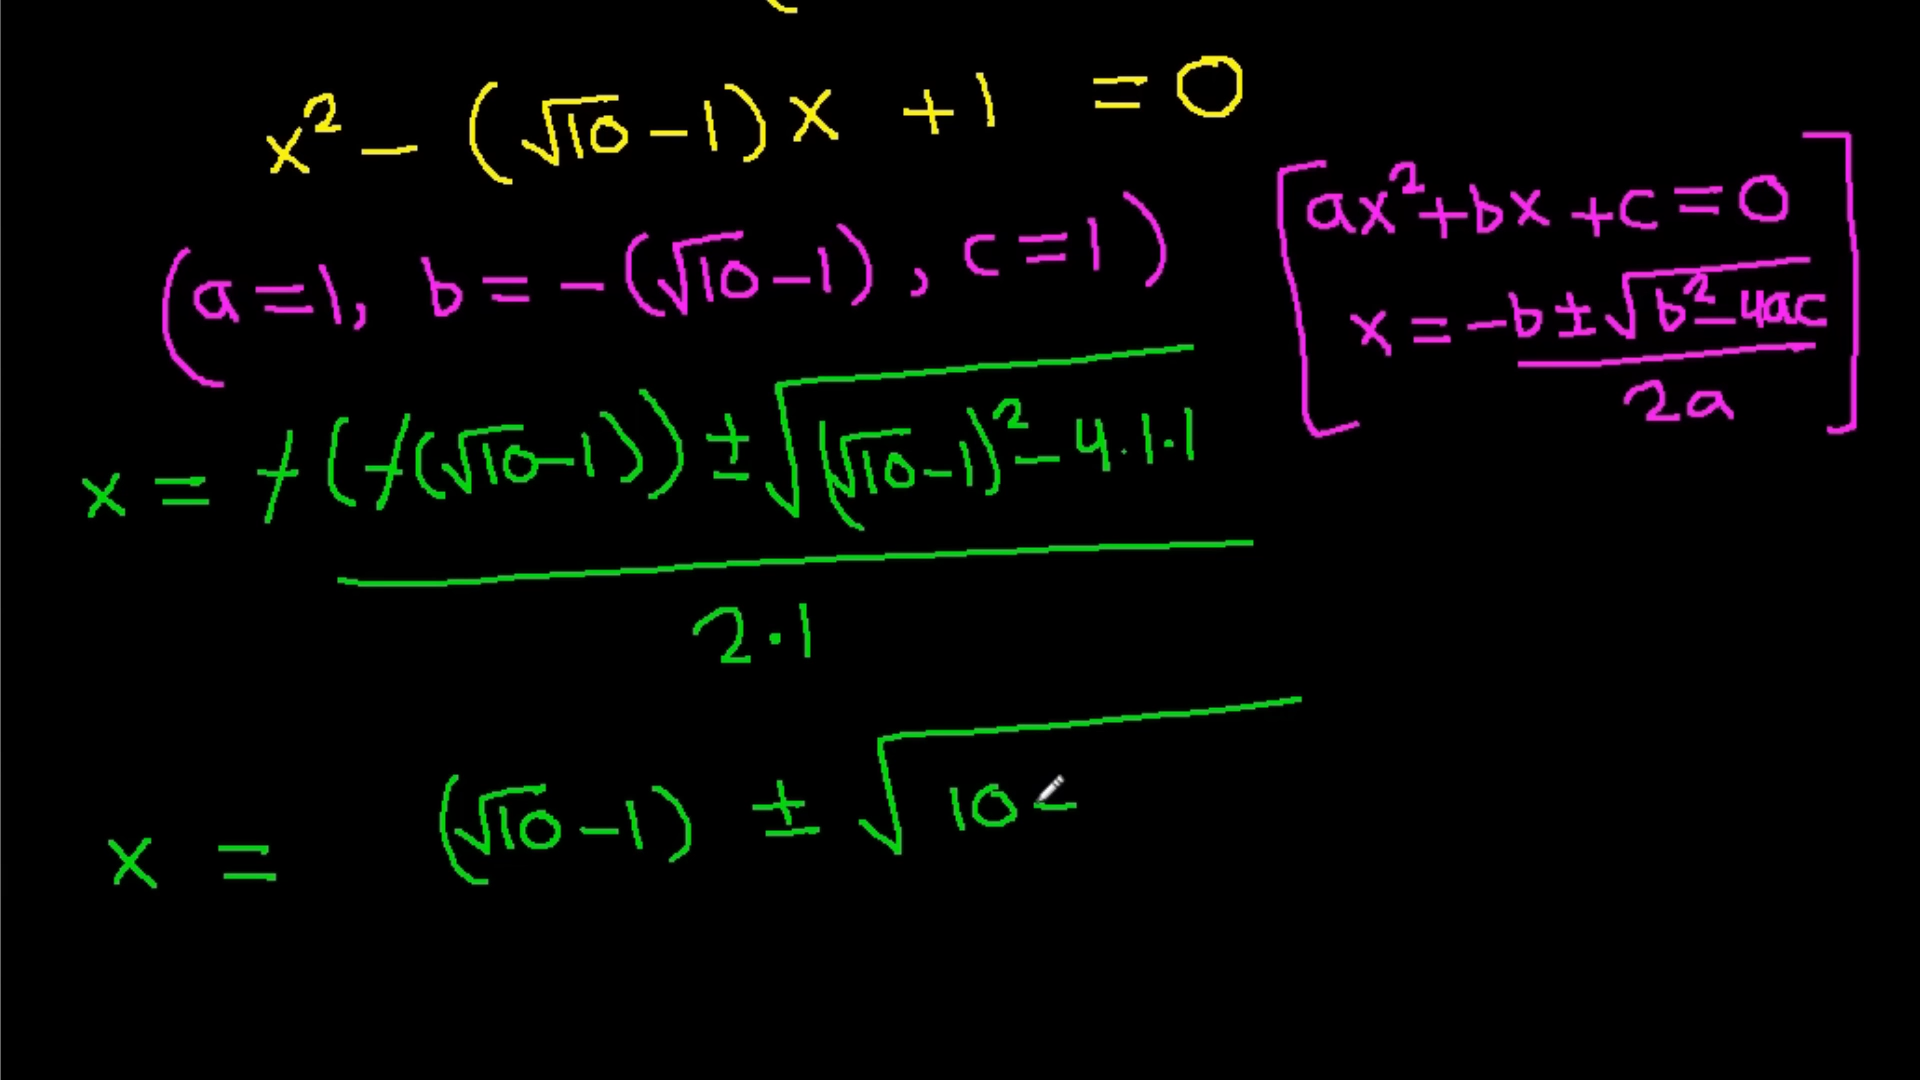 x² − (√10 − 1)x + 1 = 0
(a = 1, b = −(√10 − 1), c = 1)
[ax² + bx + c = 0
x = −b ± √b² − 4ac
2a]
x = −(−(√10 − 1)) ± √(√10 − 1)² − 4.1.1
2.1
x = (√10 − 1) ± √10 −